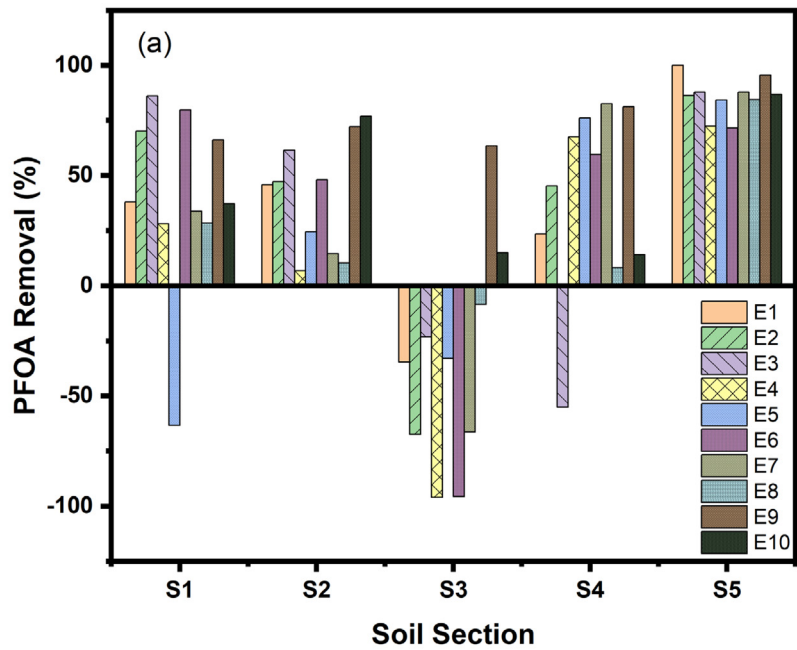 (a)
PFOA Removal (%)
100
50
0
-50
-100
E1
E2
E3
E4
E5
E6
E7
E8
E9
E10
S1 S2 S3 S4 S5
Soil Section